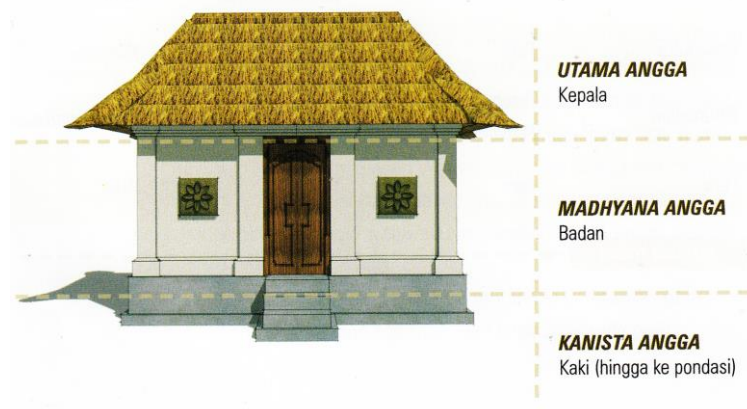 UTAMA ANGGA
Kepala
MADHYANA ANGGA
Badan
KANISTA ANGGA
Kaki (hingga ke pondasi)